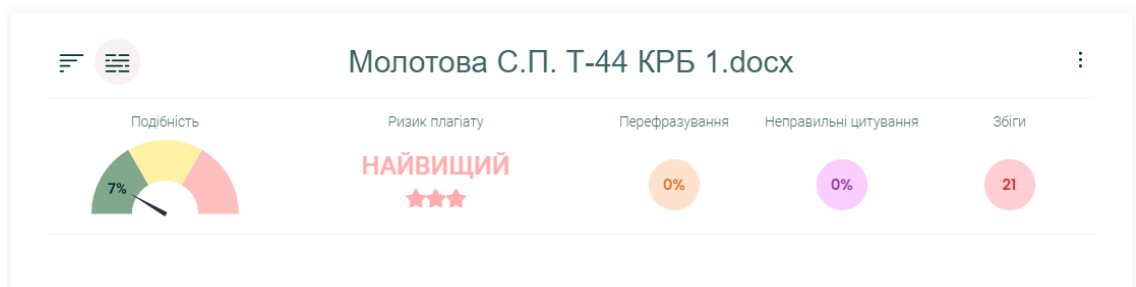 Молотова С.П. Т-44 КРБ 1.docx
Подібність
Ризик плагіату
Перефразування
Неправильні цитування
Збіги
7%
НАЙВИЩИЙ
0%
0%
21